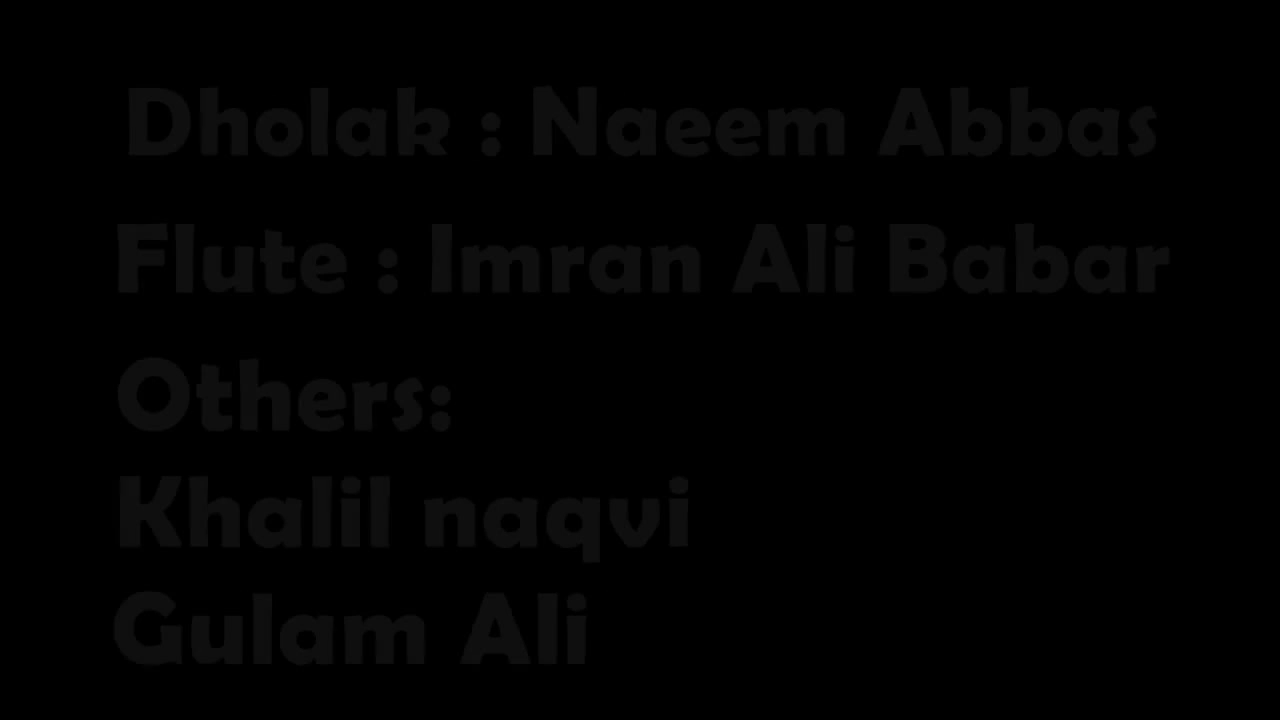 Dholak : Naeem Abbas
Flute : Imran Ali Babar
Others:
Khalil naqvi
Gulam Ali